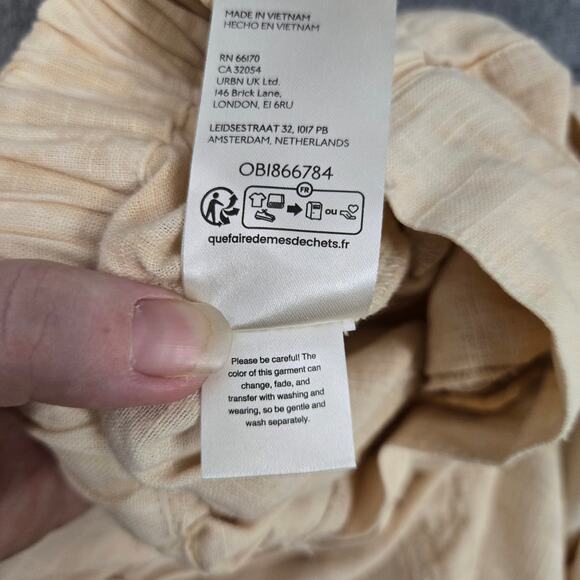 MADE IN VIETNAM
HECHO EN VIETNAM
RN 66170
CA 32054
URBN UK Ltd.
146 Brick Lane,
LONDON, E1 6RU
LEIDSESTRAAT 32, 1017 PB
AMSTERDAM, NETHERLANDS
OB1866784
FR
ou
quefairedemesdechets.fr
Please be careful! The
color of this garment can
change, fade, and
transfer with washing and
wearing, so be gentle and
wash separately.